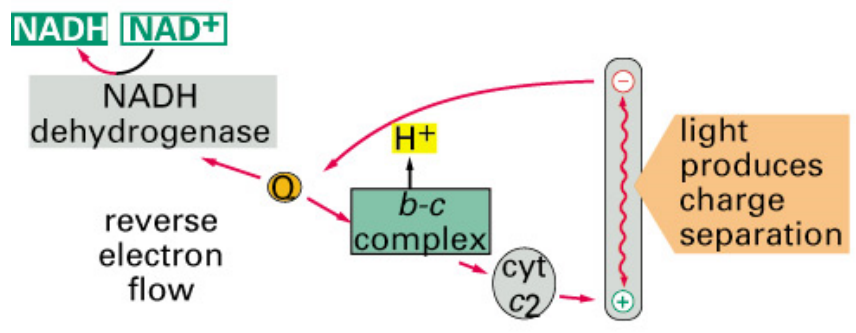 NADH NAD+
NADH
dehydrogenase
Q
reverse
electron
flow
H+
b-c
complex
cyt
c2
−
+
light
produces
charge
separation